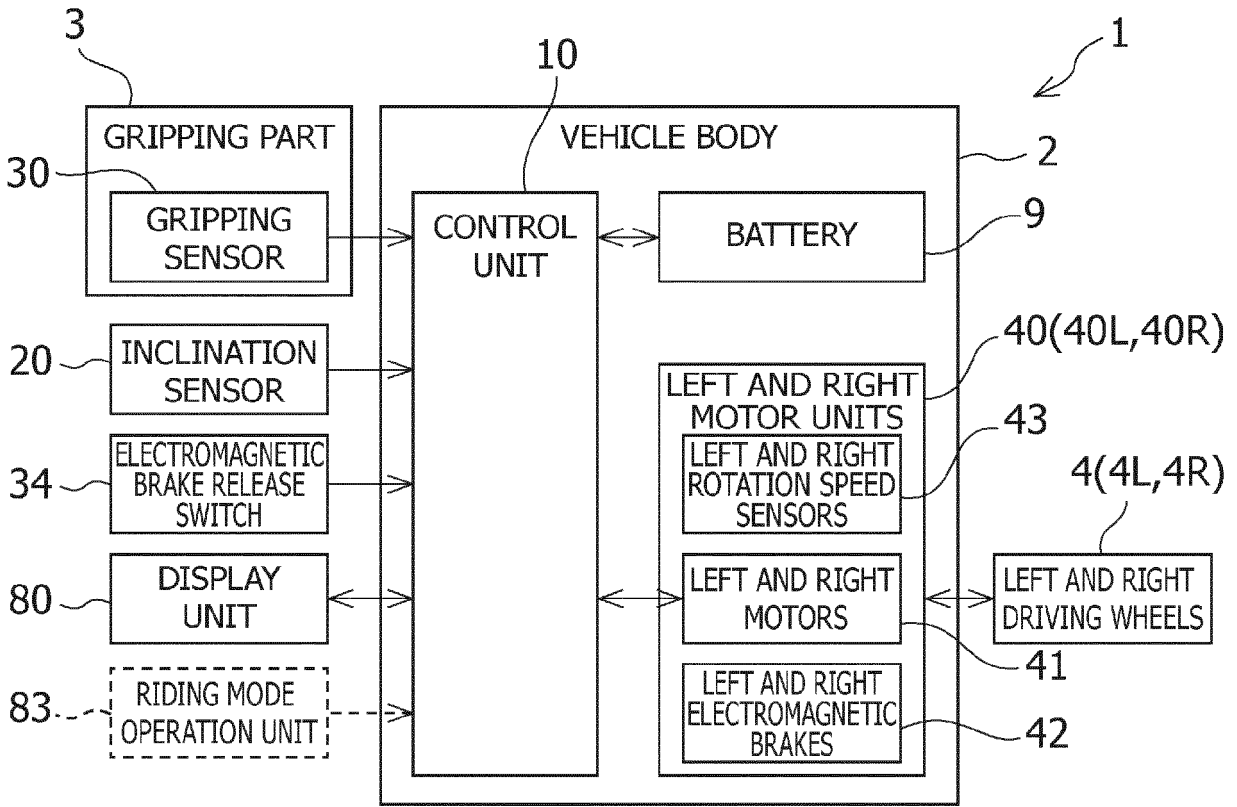 3
10
1
GRIPPING PART
VEHICLE BODY
2
30
GRIPPING
SENSOR
CONTROL
UNIT
BATTERY
9
20
INCLINATION
SENSOR
40(40L,40R)
LEFT AND RIGHT
MOTOR UNITS
43
34
ELECTROMAGNETIC
BRAKE RELEASE
SWITCH
LEFT AND RIGHT
ROTATION SPEED
SENSORS
4(4L,4R)
80
DISPLAY
UNIT
LEFT AND RIGHT
MOTORS
LEFT AND RIGHT
DRIVING WHEELS
41
83
RIDING MODE
OPERATION UNIT
LEFT AND RIGHT
ELECTROMAGNETIC
BRAKES
42